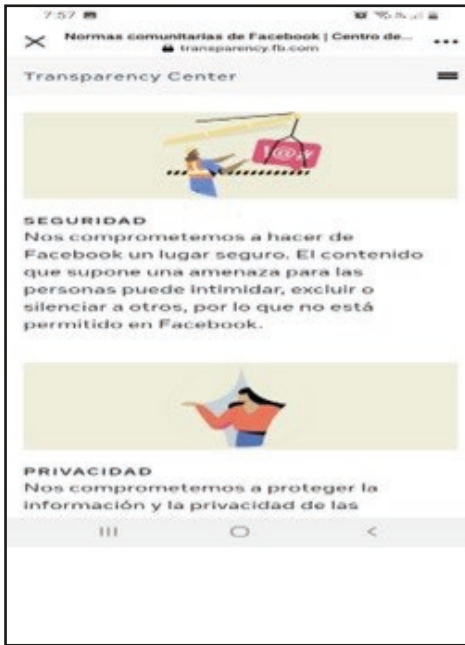 7:57
Normas comunitarias de Facebook | Centro de...
transparency.fb.com
Transparency Center
!@#
SEGURIDAD
Nos comprometemos a hacer de
Facebook un lugar seguro. El contenido
que supone una amenaza para las
personas puede intimidar, excluir o
silenciar a otros, por lo que no está
permitido en Facebook.
PRIVACIDAD
Nos comprometemos a proteger la
información y la privacidad de las